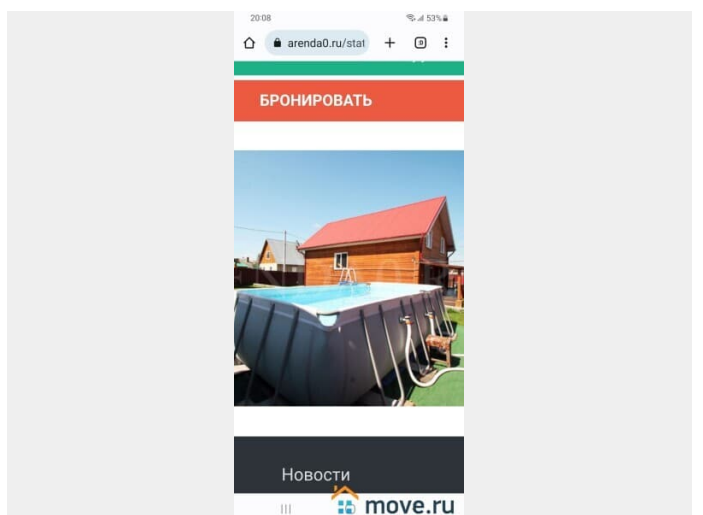 20:08
53%
arenda0.ru/stat
БРОНИРОВАТЬ
Новости
move.ru